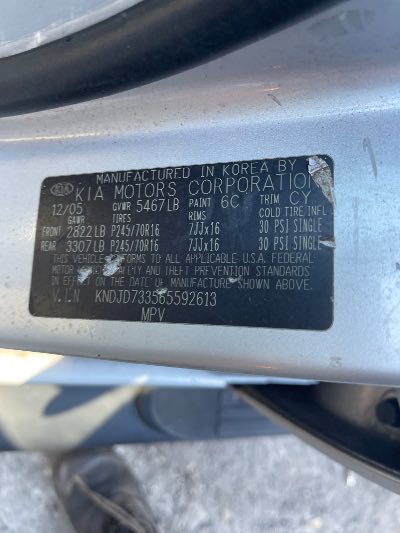 MANUFACTURED IN KOREA BY
KIA KIA MOTORS CORPORATION
12/05 GVWR 5467LB PAINT 6C TRIM CY
GAWR TIRES RIMS COLD TIRE INFL
FRONT 2822LB P245/70R16 7JJx16 30 PSI SINGLE
REAR 3307LB P245/70R16 7JJx16 30 PSI SINGLE
THIS VEHICLE CONFORMS TO ALL APPLICABLE U.S.A. FEDERAL
MOTOR VEHICLE SAFETY AND THEFT PREVENTION STANDARDS
IN EFFECT ON THE DATE OF MANUFACTURE SHOWN ABOVE.
V.I.N KNDJD733565592613
MPV